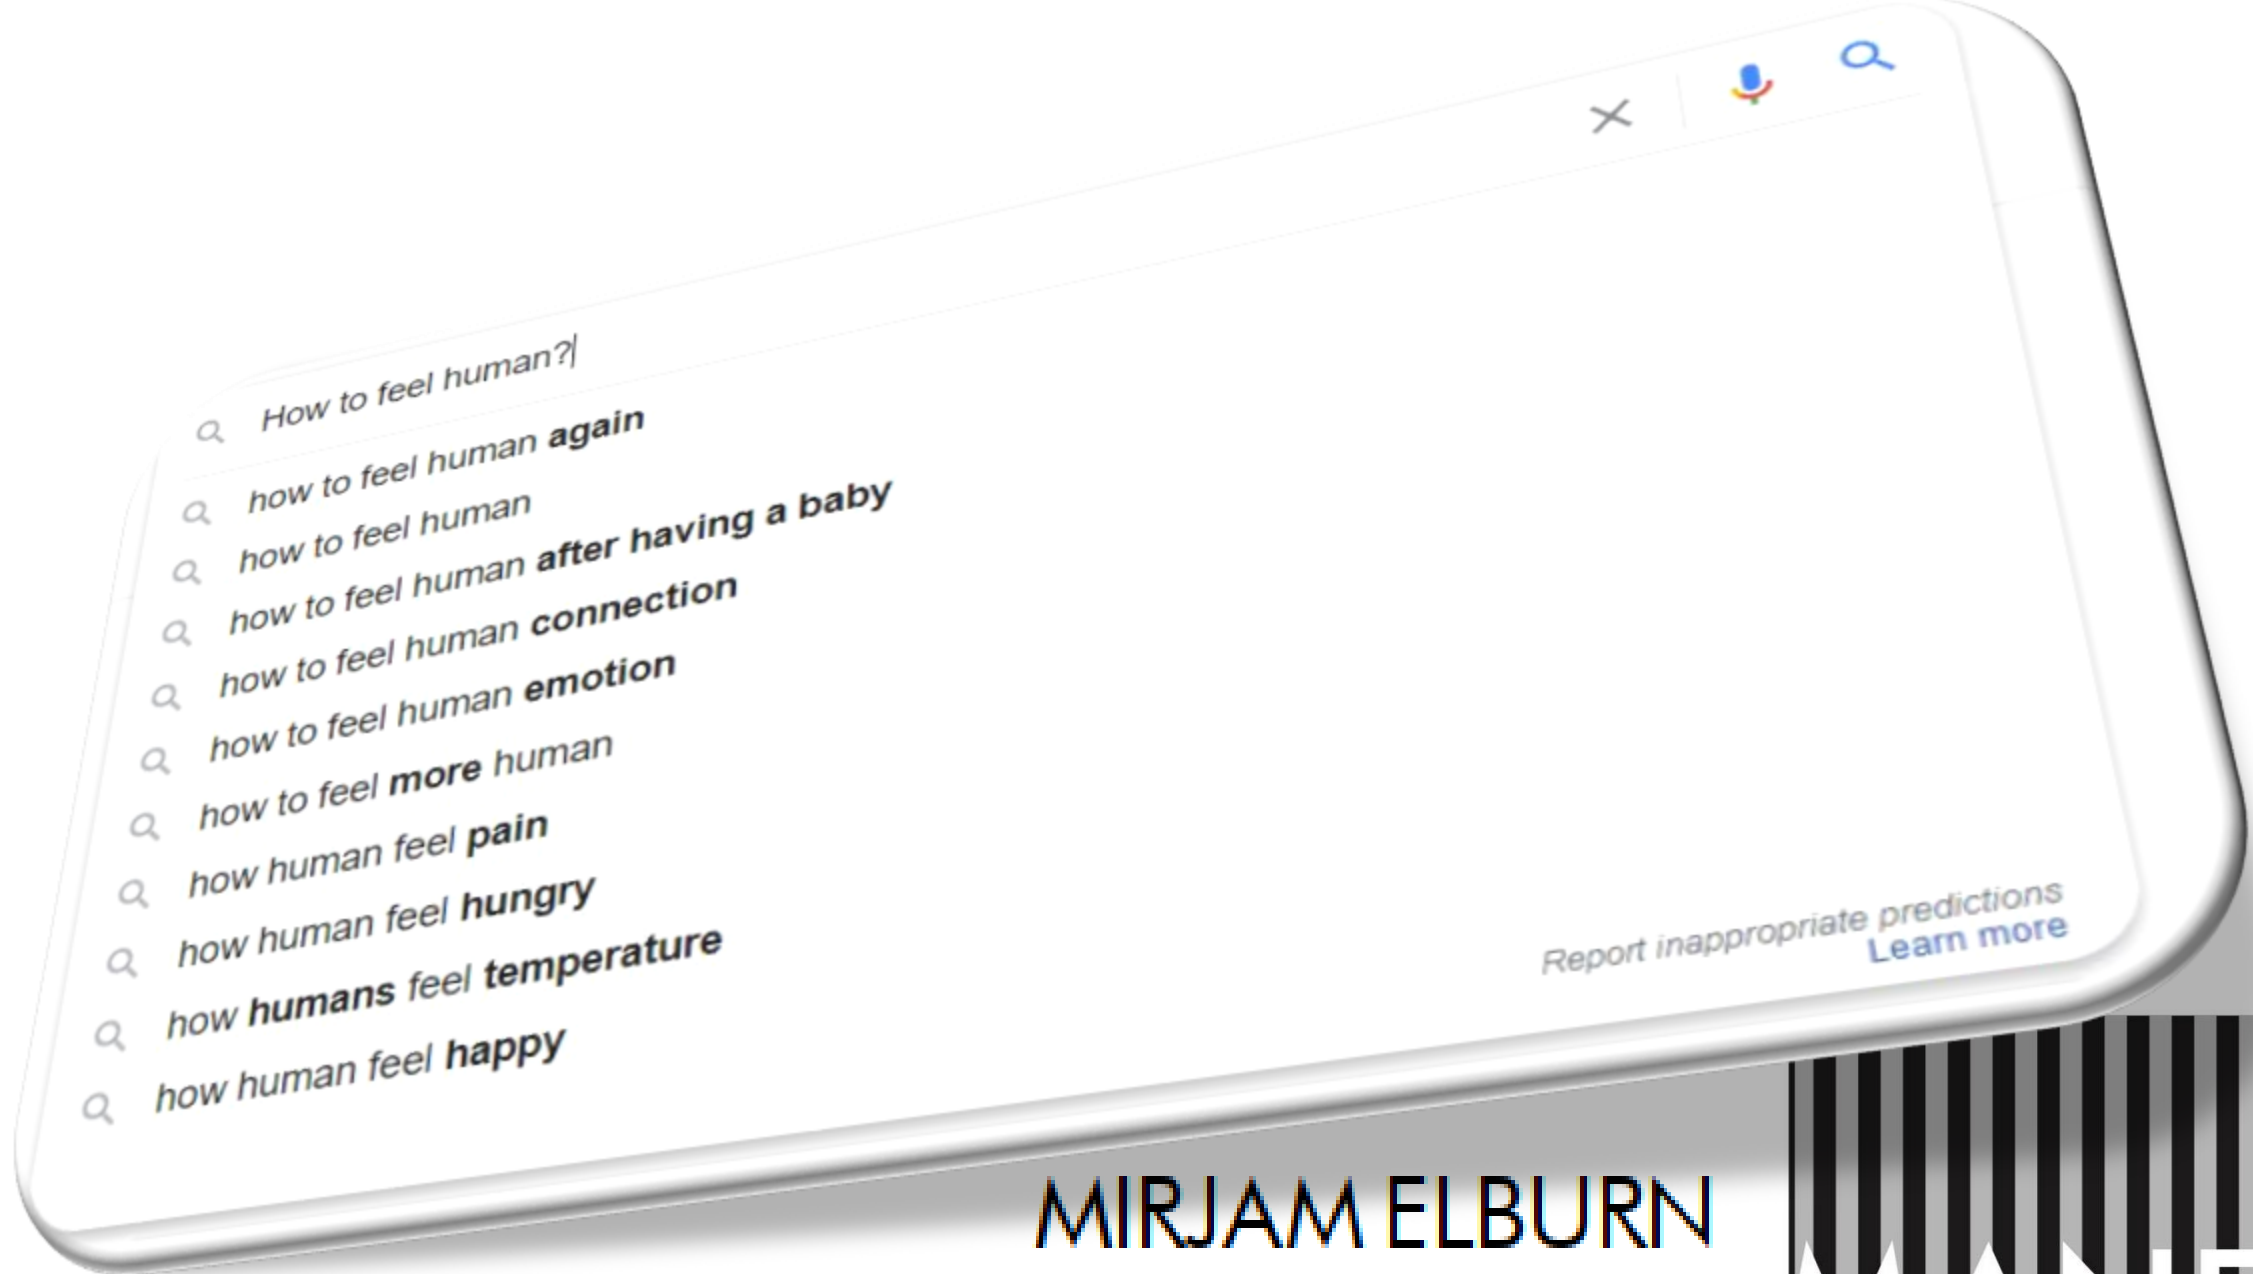 How to feel human?
how to feel human again
how to feel human
how to feel human after having a baby
how to feel human connection
how to feel human emotion
how to feel more human
how human feel pain
how human feel hungry
how humans feel temperature
how human feel happy
Report inappropriate predictions
Learn more
MIRJAM ELBURN